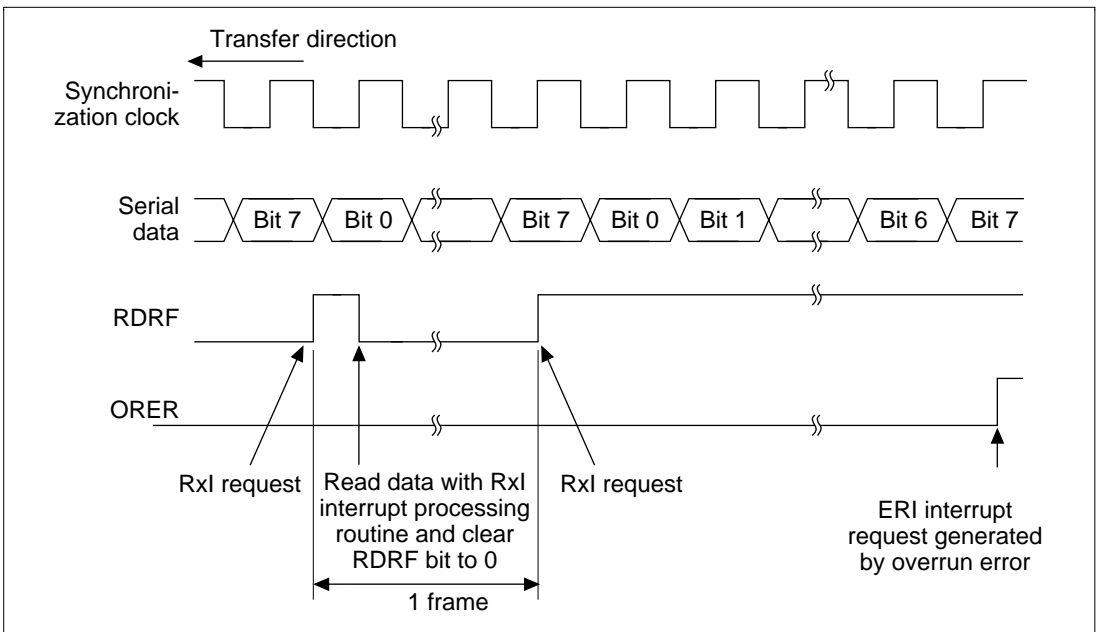 Transfer direction
Synchroni-
zation clock
Serial
data
Bit 7
Bit 0
Bit 7
Bit 0
Bit 1
Bit 6
Bit 7
RDRF
ORER
RxI request
Read data with RxI
interrupt processing
routine and clear
RDRF bit to 0
RxI request
ERI interrupt
request generated
by overrun error
1 frame